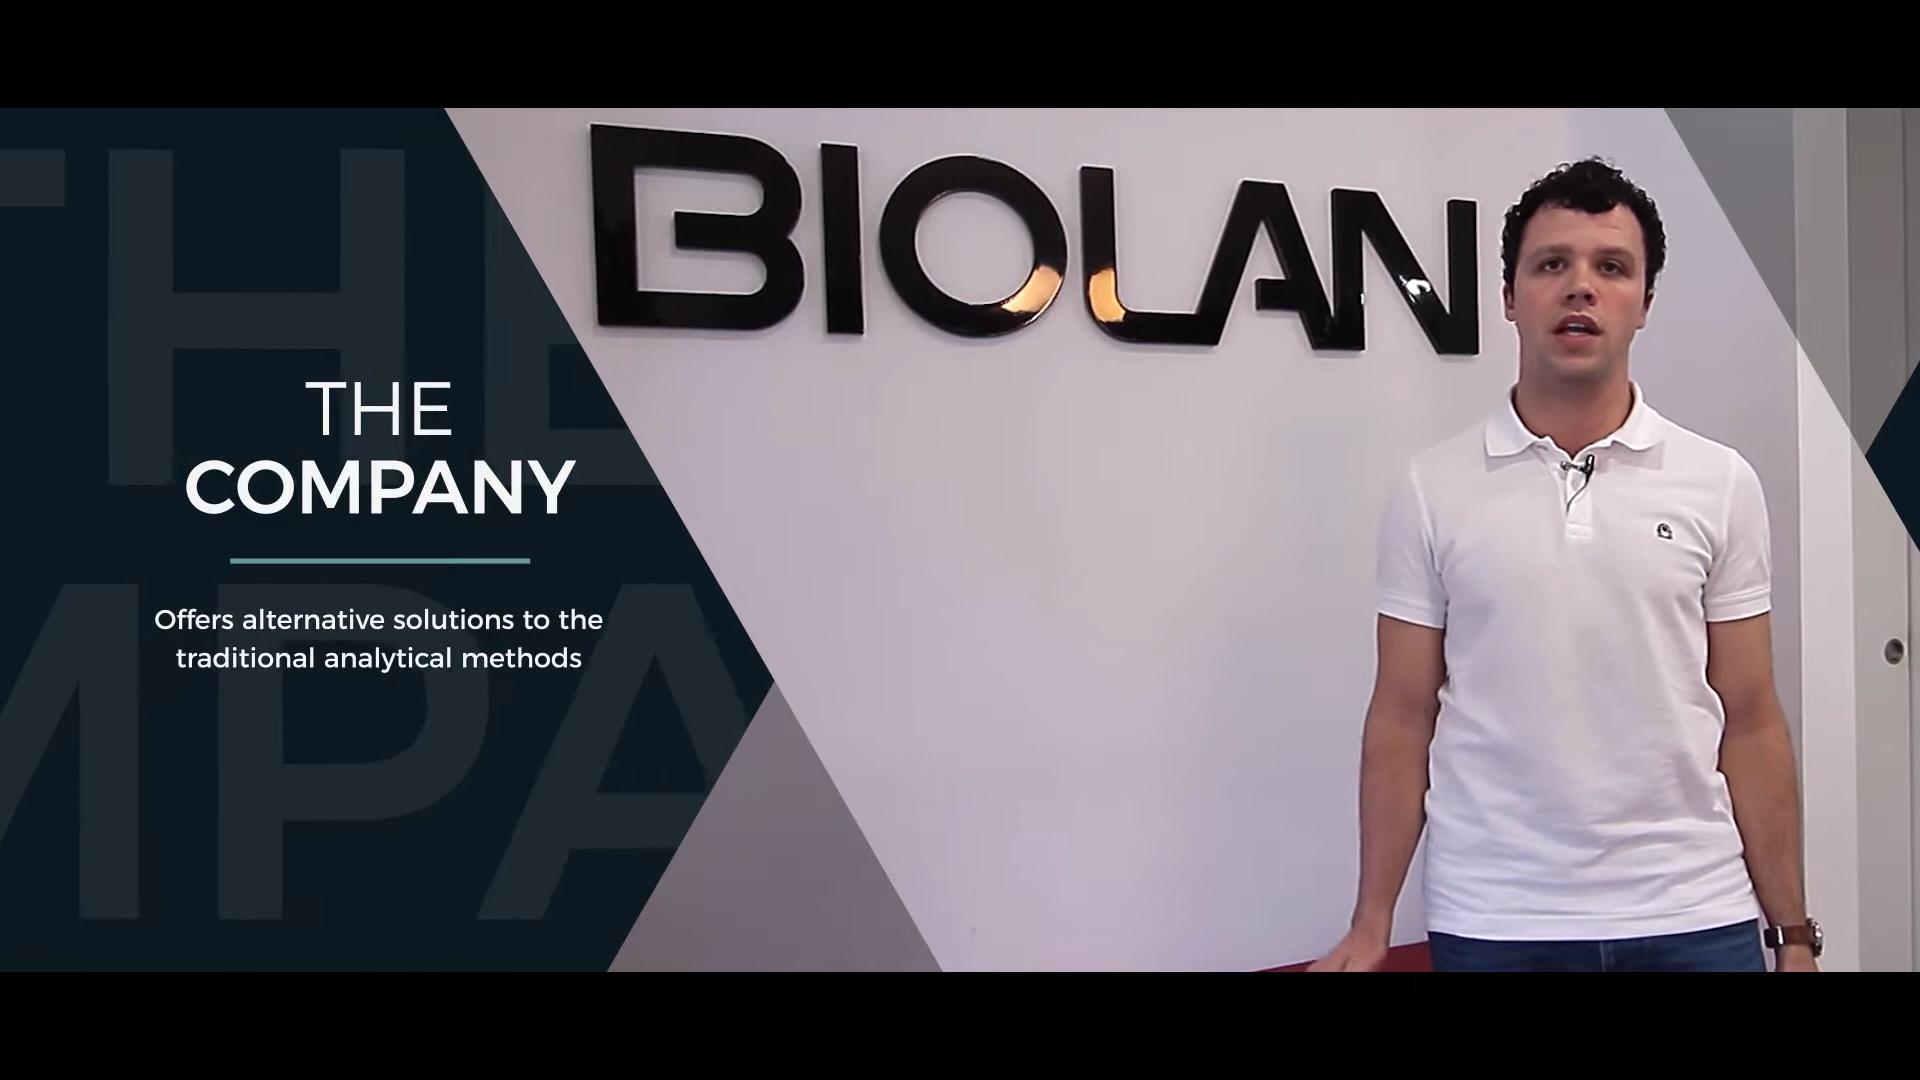 THE
COMPANY
Offers alternative solutions to the
traditional analytical methods
BIOLAN